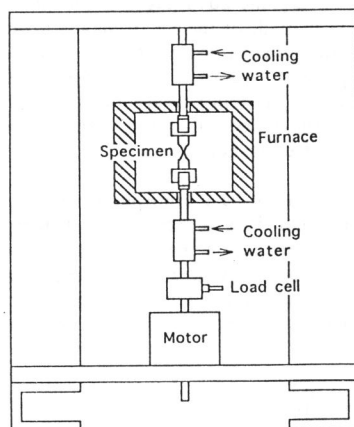 Cooling
water
Specimen
Furnace
Cooling
water
Load cell
Motor